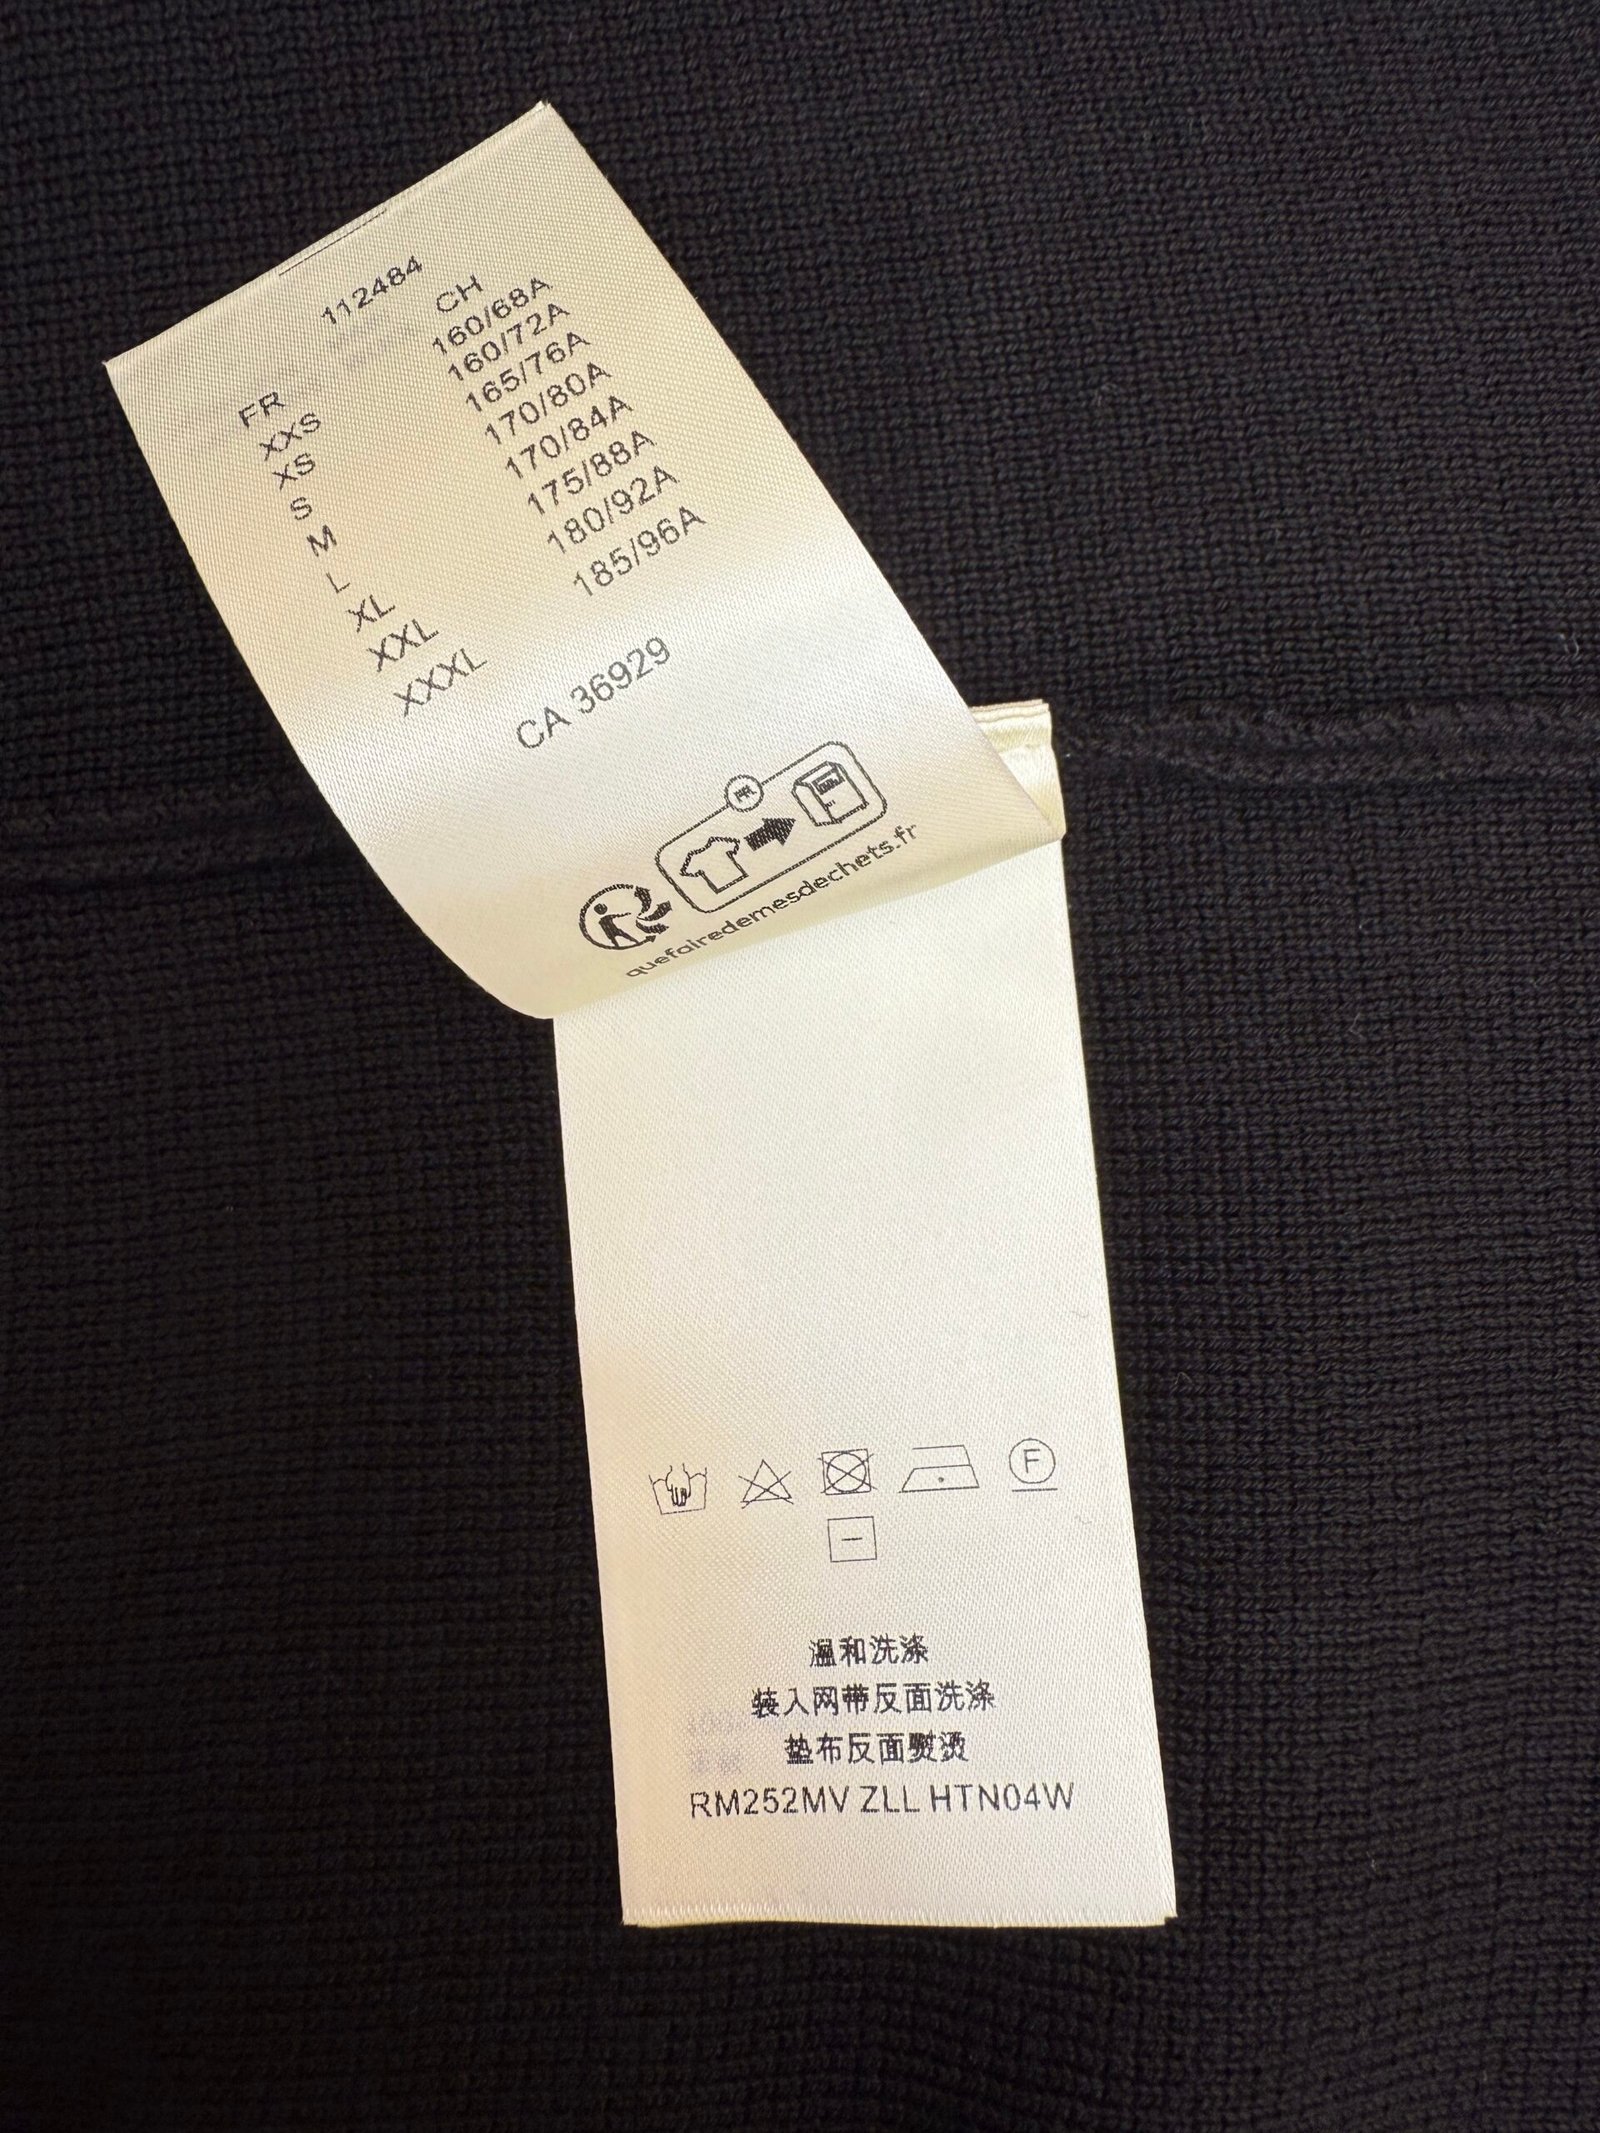 112484
FR CH
XXS 160/68A
XS 160/72A
S 165/76A
M 170/80A
L 170/84A
XL 175/88A
XXL 180/92A
XXXL 185/96A
CA 36929
FR
quefairedemesdechets.fr
F
温和洗涤
装入网带反面洗涤
垫布反面熨烫
RM252MV ZLL HTN04W